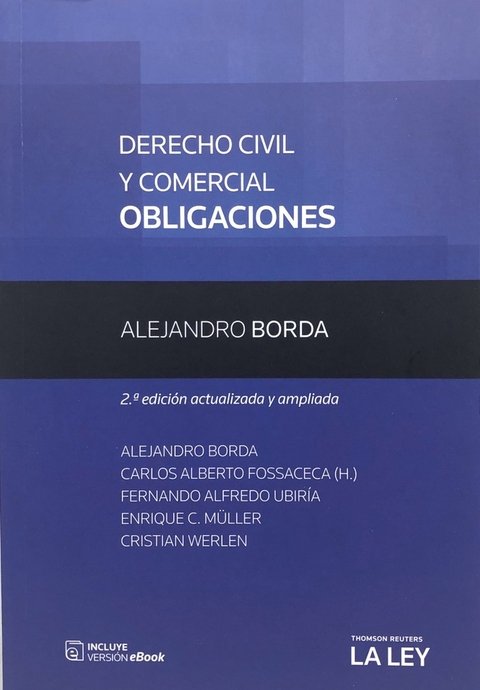 DERECHO CIVIL
Y COMERCIAL
OBLIGACIONES
ALEJANDRO BORDA
2.ª edición actualizada y ampliada
ALEJANDRO BORDA
CARLOS ALBERTO FOSSACECA (H.)
FERNANDO ALFREDO UBIRÍA
ENRIQUE C. MÜLLER
CRISTIAN WERLEN
INCLUYE
VERSIÓN eBook
THOMSON REUTERS
LA LEY